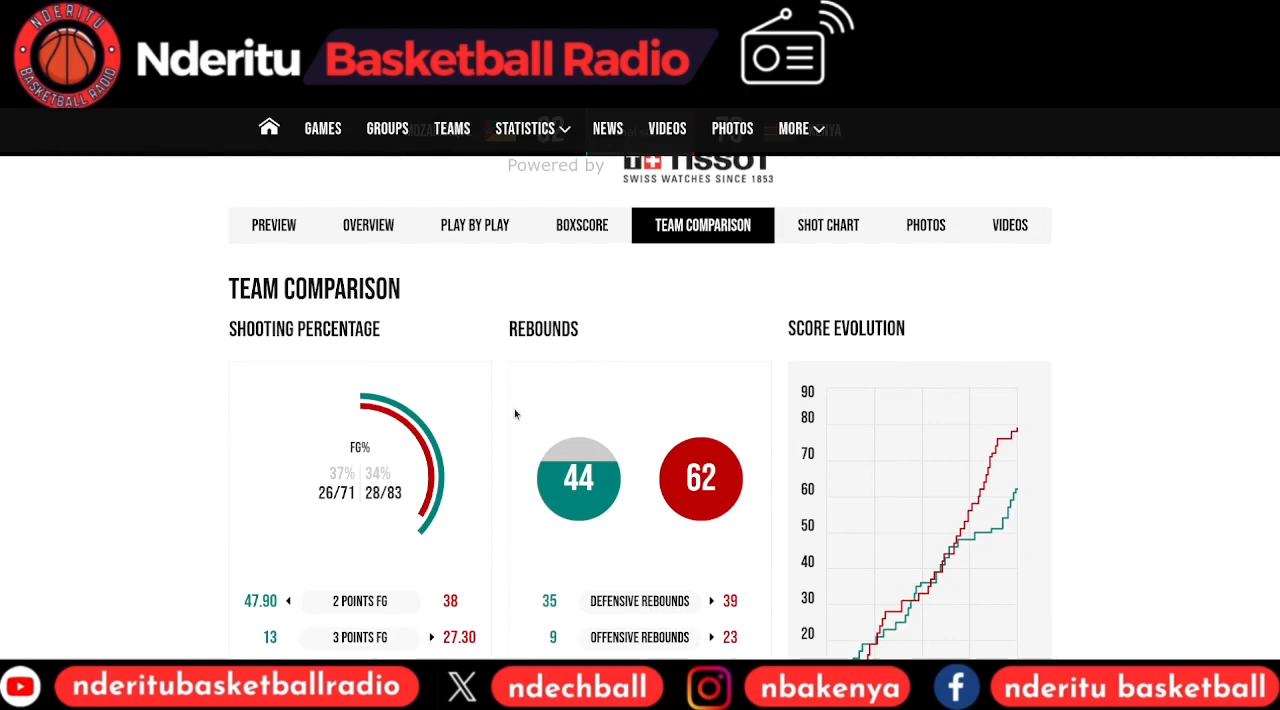 NDERITU
BASKETBALL RADIO
Nderitu Basketball Radio
GAMES GROUPS TEAMS STATISTICS NEWS VIDEOS PHOTOS MORE
Powered by TISSOT
SWISS WATCHES SINCE 1853
PREVIEW OVERVIEW PLAY BY PLAY BOXSCORE TEAM COMPARISON SHOT CHART PHOTOS VIDEOS
TEAM COMPARISON
SHOOTING PERCENTAGE
FG%
37% 34%
26/71 28/83
47.90 2 POINTS FG 38
13 3 POINTS FG 27.30
REBOUNDS
44 62
35 DEFENSIVE REBOUNDS 39
9 OFFENSIVE REBOUNDS 23
SCORE EVOLUTION
90
80
70
60
50
40
30
20
nderitubasketballradio ndechball nbakenya nderitu basketball